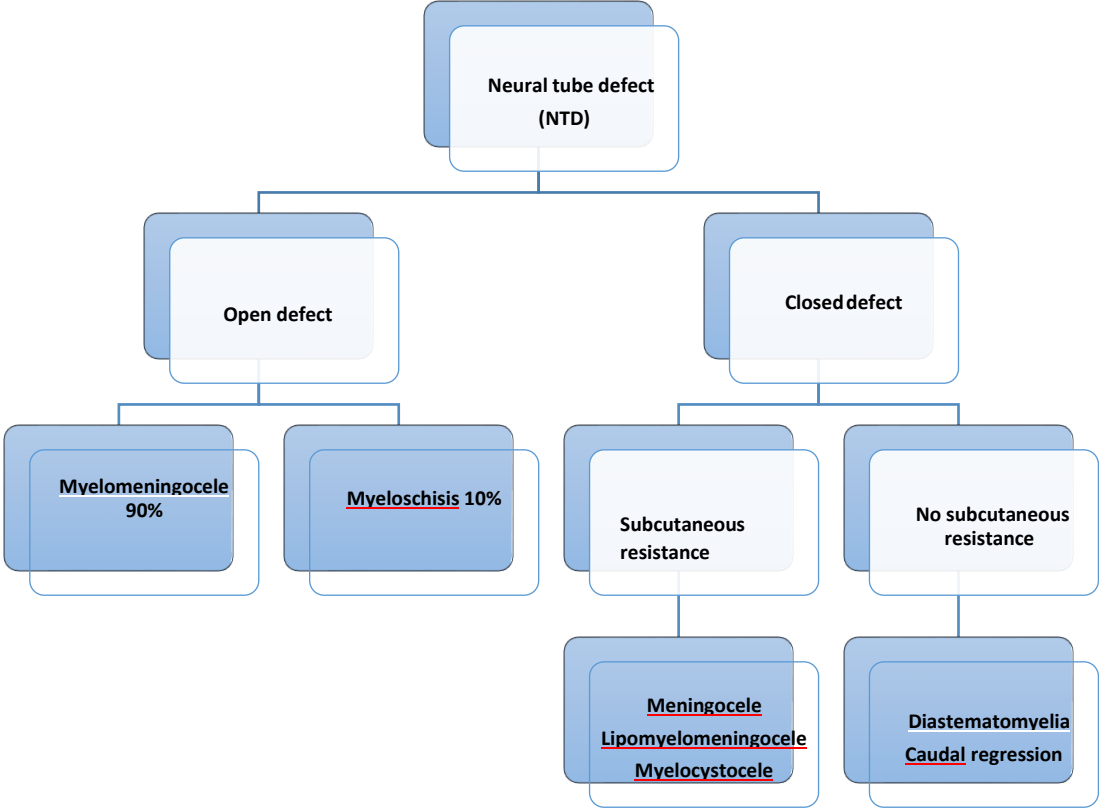 Neural tube defect
(NTD)
Open defect
Closed defect
Myelomeningocele
90%
Myeloschisis 10%
Subcutaneous
resistance
No subcutaneous
resistance
Meningocele
Lipomyelomeningocele
Myelocystocele
Diastematomyelia
Caudal regression